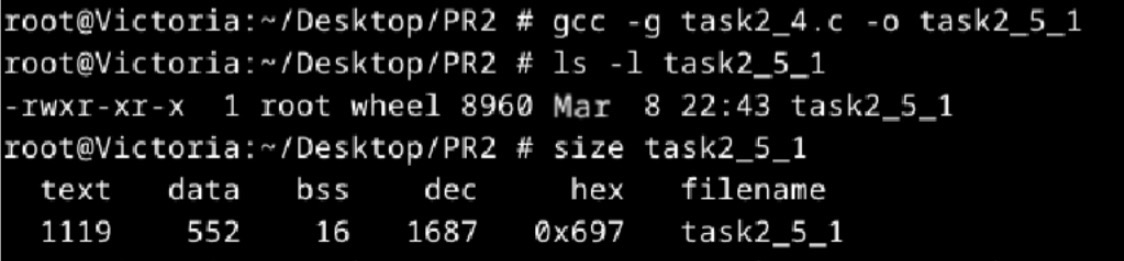 root@Victoria:~/Desktop/PR2 # gcc -g task2_4.c -o task2_5_1
root@Victoria:~/Desktop/PR2 # ls -l task2_5_1
-rwxr-xr-x  1 root wheel 8960 Mar  8 22:43 task2_5_1
root@Victoria:~/Desktop/PR2 # size task2_5_1
  text    data    bss     dec      hex    filename
  1119     552     16    1687    0x697    task2_5_1